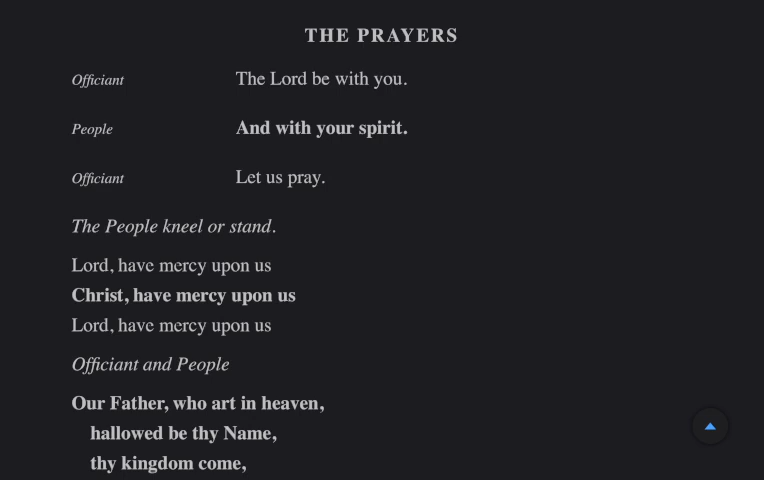 THE PRAYERS
Officiant The Lord be with you.
People And with your spirit.
Officiant Let us pray.
The People kneel or stand.
Lord, have mercy upon us
Christ, have mercy upon us
Lord, have mercy upon us
Officiant and People
Our Father, who art in heaven,
hallowed be thy Name,
thy kingdom come,